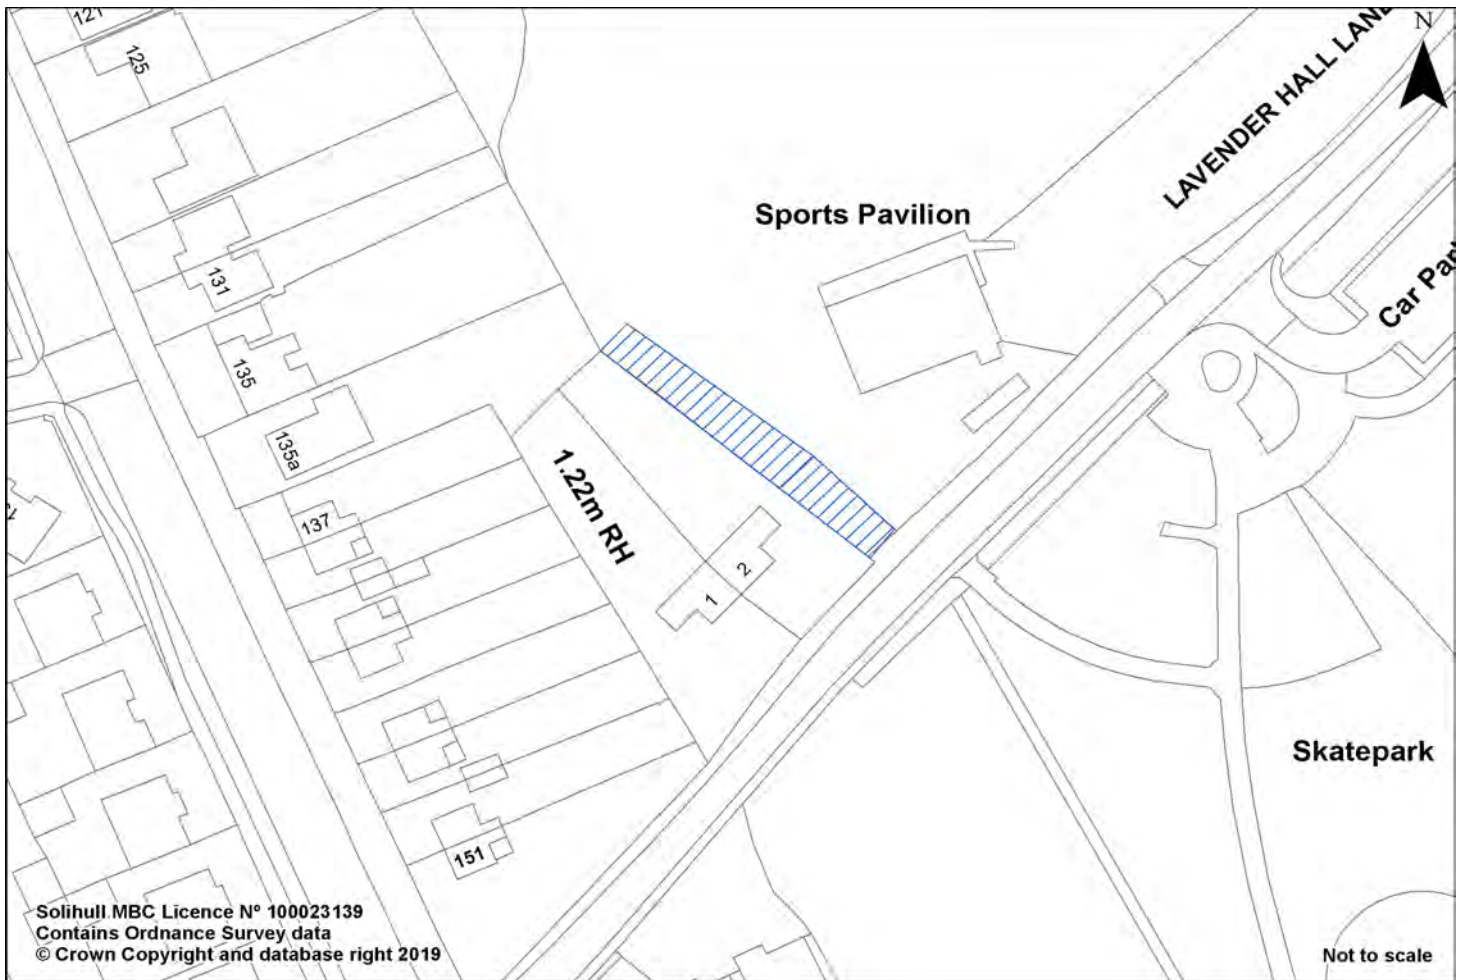 121
125
N
LAVENDER HALL LANE
Sports Pavilion
131
Car Park
135
135a
1.22m RH
137
2
1
Skatepark
151
Solihull MBC Licence Nº 100023139
Contains Ordnance Survey data
© Crown Copyright and database right 2019
Not to scale